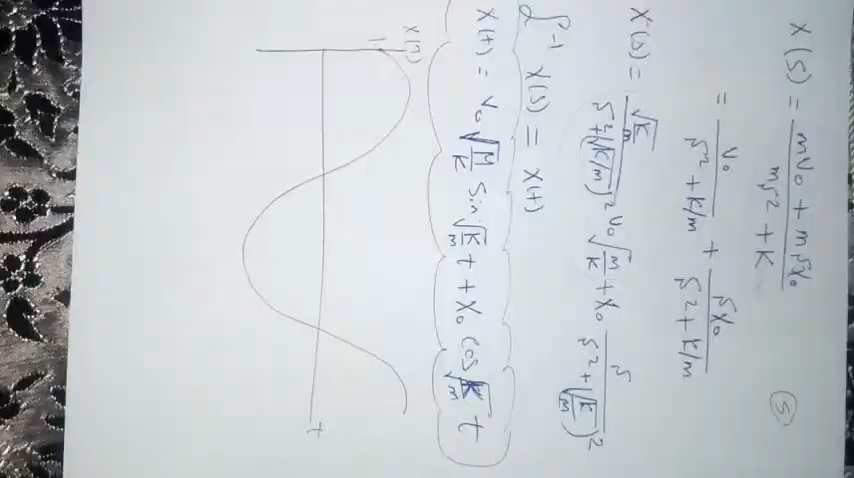 X(s) = (mv₀ + msx₀)/(ms² + k)
(5)
= v₀/(s² + k/m) + sx₀/(s² + k/m)
X(s) = √(k/m)/(s² + (√k/m)²) v₀√(m/k) + x₀ s/(s² + (√(k/m))²)
ℒ⁻¹ X(s) = X(t)
X(t) = v₀ √(M/k) Sin √(k/m) t + X₀ cos √(k/m) t
X(t)
1
t